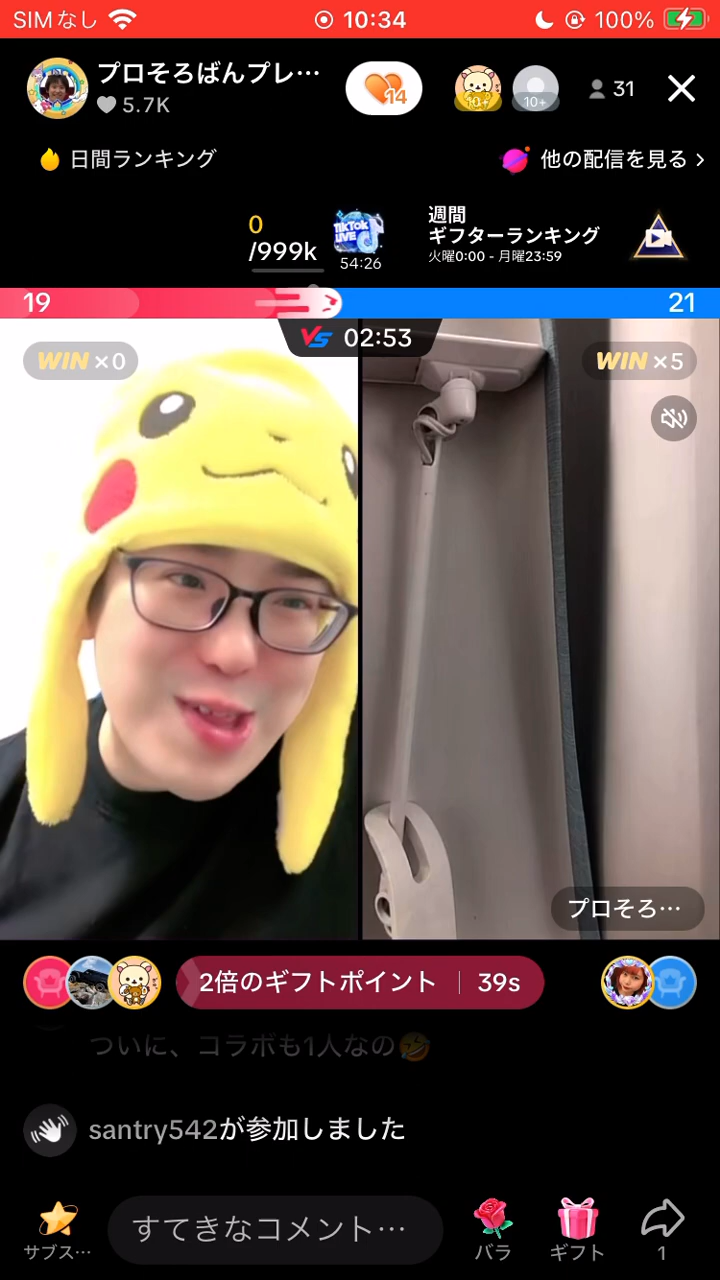 SIMなし
10:34
100%
プロそろばんプレ…
5.7K
14
10+
10+
31
日間ランキング
他の配信を見る
0
/999k
TikTok
LIVE
54:26
週間
ギフターランキング
火曜0:00 - 月曜23:59
19
21
VS 02:53
WIN ×0
WIN ×5
プロそろ…
2倍のギフトポイント
39s
ついに、コラボも1人なの🤣
santry542が参加しました
サブス…
すてきなコメント…
バラ
ギフト
1